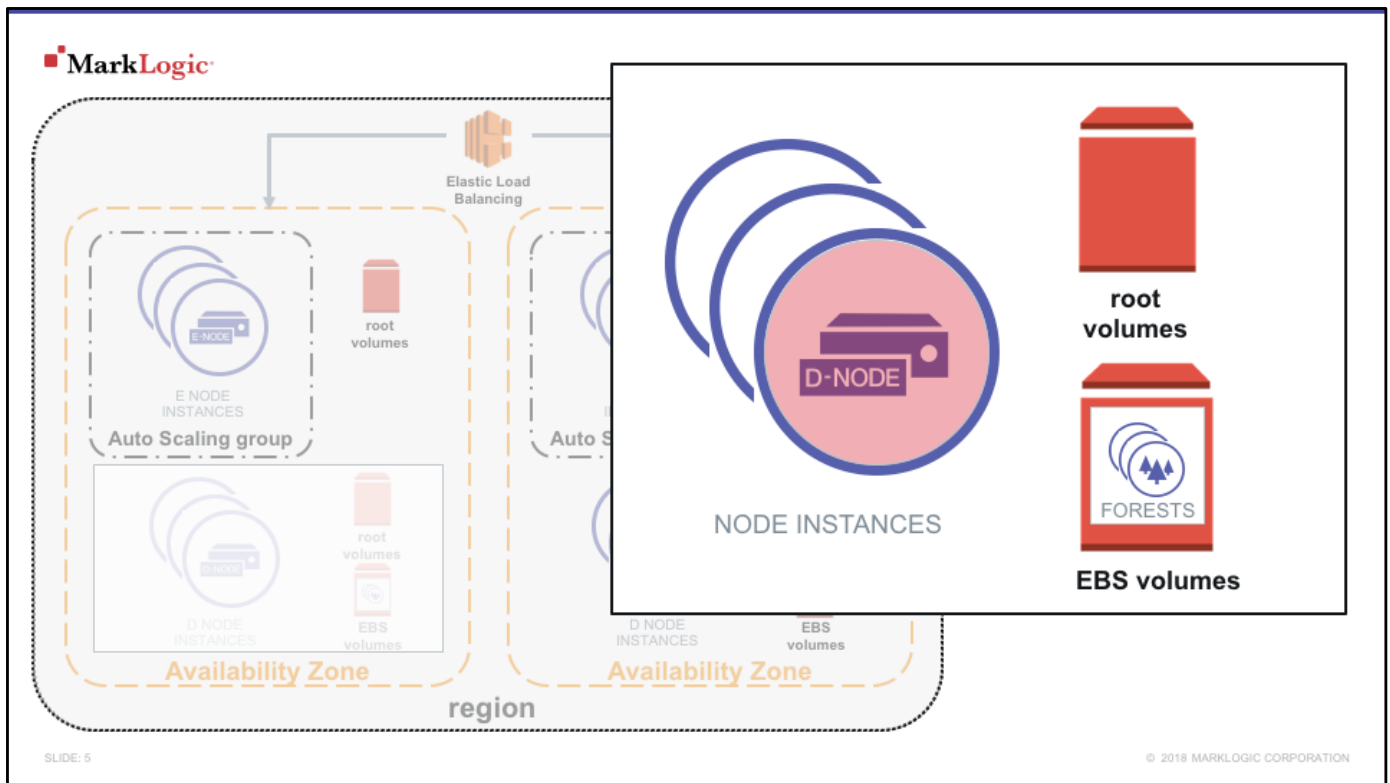 MarkLogic
Elastic Load
Balancing
E-NODE
root
volumes
E NODE
INSTANCES
Auto Scaling group
Auto S
D-NODE
root
volumes
D NODE
INSTANCES
EBS
volumes
Availability Zone
D NODE
INSTANCES
EBS
volumes
Availability Zone
region
D-NODE
NODE INSTANCES
root
volumes
FORESTS
EBS volumes
SLIDE: 5
© 2018 MARKLOGIC CORPORATION